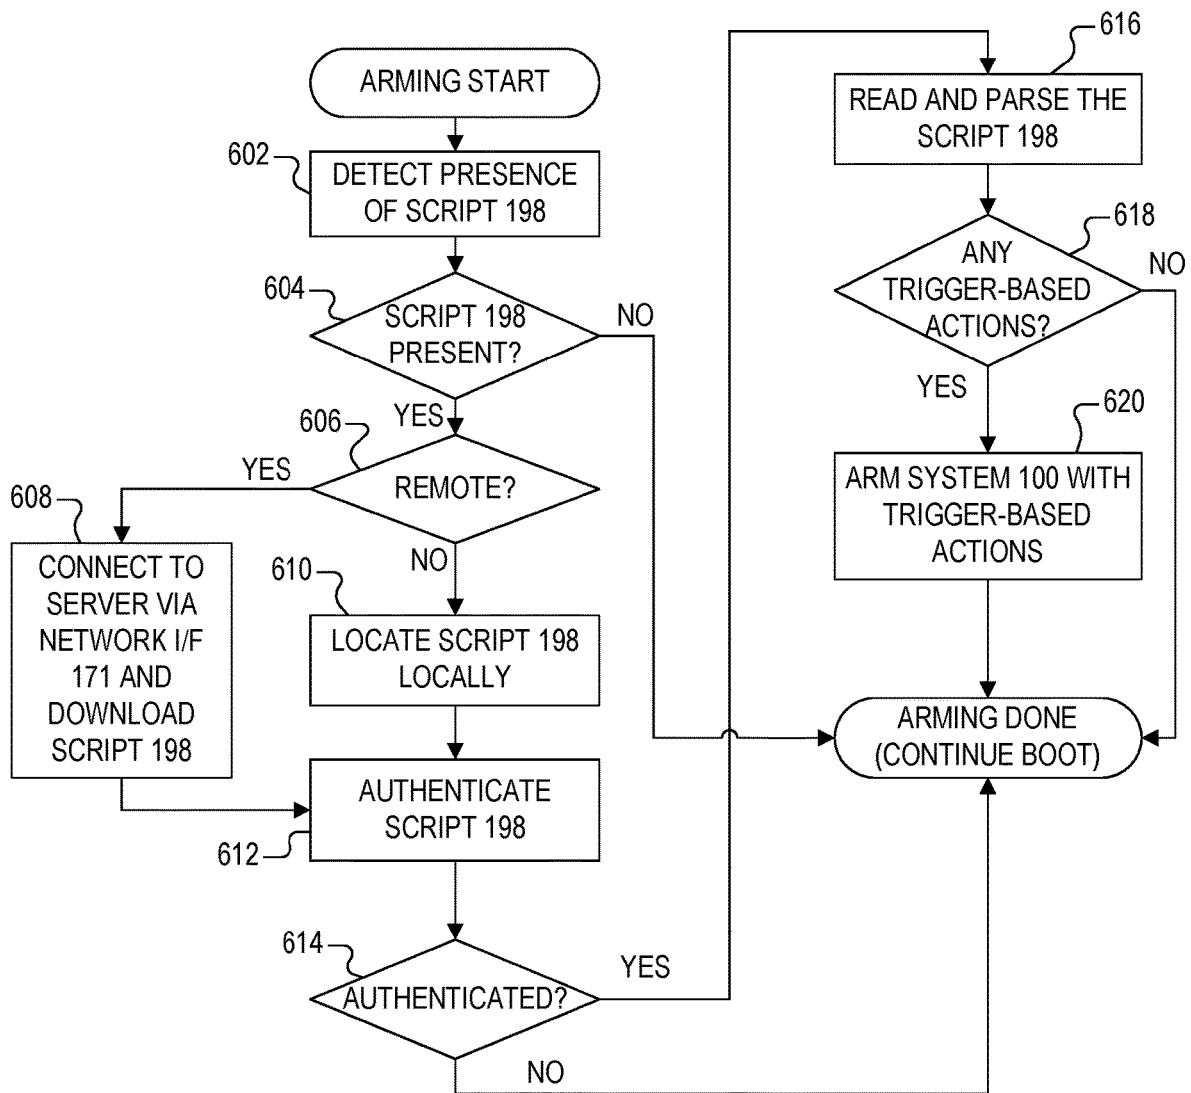 ARMING START
602
DETECT PRESENCE
OF SCRIPT 198
604
SCRIPT 198
PRESENT?
NO
YES
606
REMOTE?
YES
NO
608
CONNECT TO
SERVER VIA
NETWORK I/F
171 AND
DOWNLOAD
SCRIPT 198
610
LOCATE SCRIPT 198
LOCALLY
612
AUTHENTICATE
SCRIPT 198
614
AUTHENTICATED?
YES
NO
616
READ AND PARSE THE
SCRIPT 198
618
ANY
TRIGGER-BASED
ACTIONS?
NO
YES
620
ARM SYSTEM 100 WITH
TRIGGER-BASED
ACTIONS
ARMING DONE
(CONTINUE BOOT)